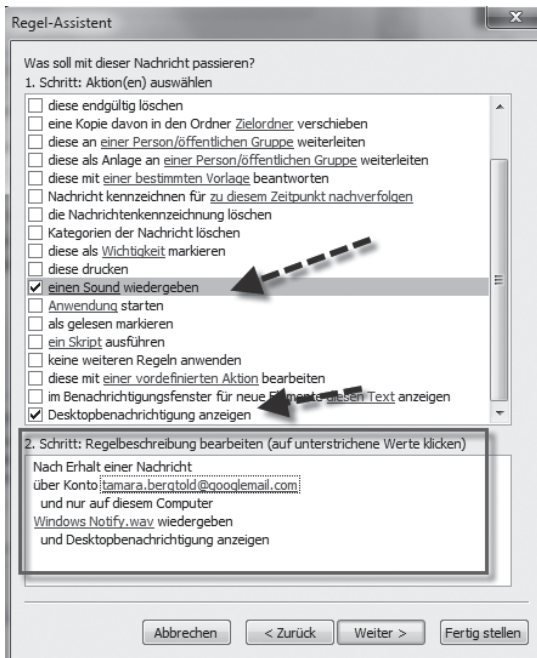 Regel-Assistent
Was soll mit dieser Nachricht passieren?
1. Schritt: Aktion(en) auswählen
diese endgültig löschen
eine Kopie davon in den Ordner Zielordner verschieben
diese an einer Person/öffentlichen Gruppe weiterleiten
diese als Anlage an einer Person/öffentlichen Gruppe weiterleiten
diese mit einer bestimmten Vorlage beantworten
Nachricht kennzeichnen für zu diesem Zeitpunkt nachverfolgen
die Nachrichtenkennzeichnung löschen
Kategorien der Nachricht löschen
diese als Wichtigkeit markieren
diese drucken
einen Sound wiedergeben
Anwendung starten
als gelesen markieren
ein Skript ausführen
keine weiteren Regeln anwenden
diese mit einer vordefinierten Aktion bearbeiten
im Benachrichtigungsfenster für neue Elemente diesen Text anzeigen
Desktopbenachrichtigung anzeigen
2. Schritt: Regelbeschreibung bearbeiten (auf unterstrichene Werte klicken)
Nach Erhalt einer Nachricht
über Konto tamara.bergtold@googlemail.com
und nur auf diesem Computer
Windows Notify.wav wiedergeben
und Desktopbenachrichtigung anzeigen
Abbrechen < Zurück Weiter > Fertig stellen